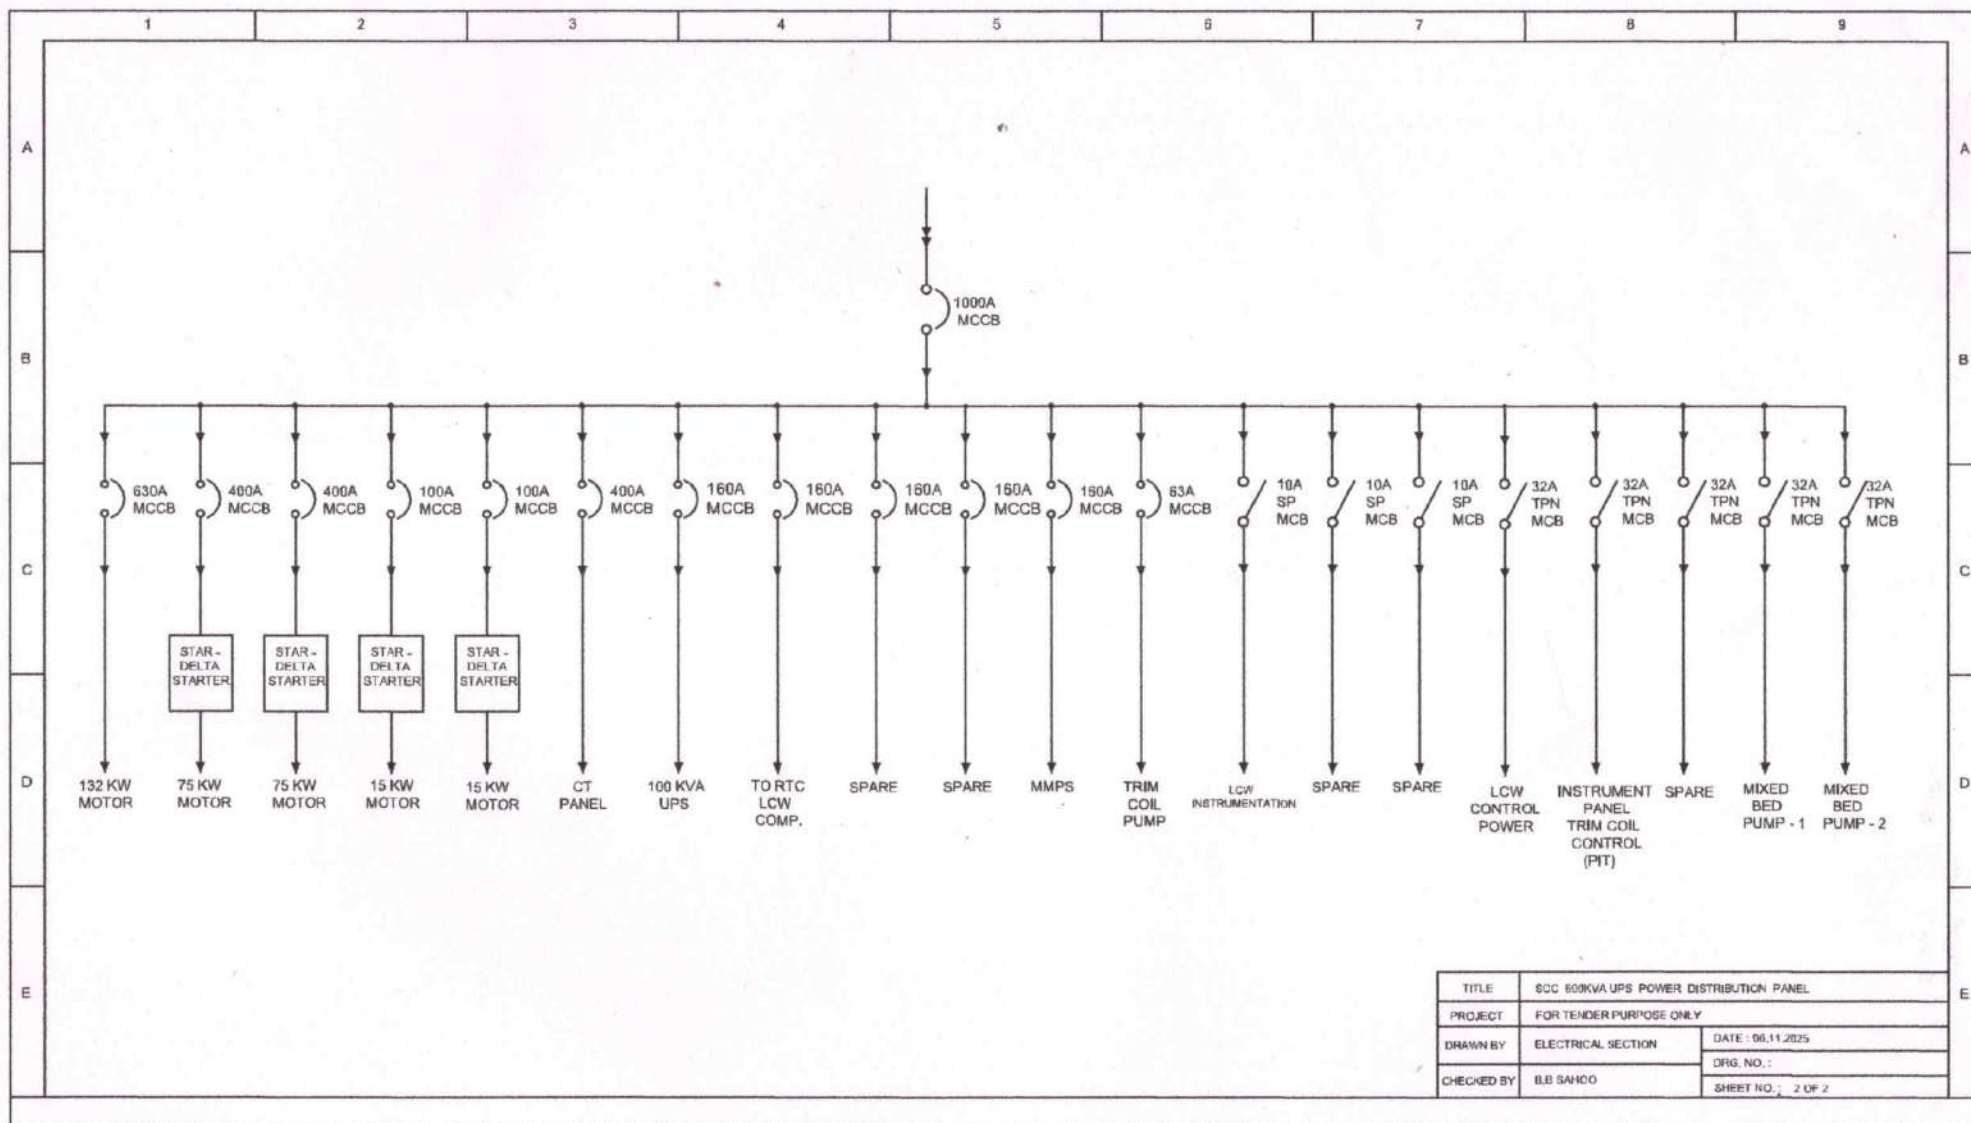 1 2 3 4 5 6 7 8 9
A A
1000A
MCCB
B B
630A
MCCB
400A
MCCB
400A
MCCB
100A
MCCB
100A
MCCB
400A
MCCB
160A
MCCB
160A
MCCB
160A
MCCB
160A
MCCB
160A
MCCB
63A
MCCB
10A
SP
MCB
10A
SP
MCB
10A
SP
MCB
32A
TPN
MCB
32A
TPN
MCB
32A
TPN
MCB
32A
TPN
MCB
32A
TPN
MCB
C C
STAR -
DELTA
STARTER
STAR -
DELTA
STARTER
STAR -
DELTA
STARTER
STAR -
DELTA
STARTER
D D
132 KW
MOTOR
75 KW
MOTOR
75 KW
MOTOR
15 KW
MOTOR
15 KW
MOTOR
CT
PANEL
100 KVA
UPS
TO RTC
LCW
COMP.
SPARE
SPARE
MMPS
TRIM
COIL
PUMP
LCW
INSTRUMENTATION
SPARE
SPARE
LCW
CONTROL
POWER
INSTRUMENT
PANEL
TRIM COIL
CONTROL
(PIT)
SPARE
MIXED
BED
PUMP - 1
MIXED
BED
PUMP - 2
E E
TITLE SCC 600KVA UPS POWER DISTRIBUTION PANEL
PROJECT FOR TENDER PURPOSE ONLY
DRAWN BY ELECTRICAL SECTION
DATE : 06.11.2025
DRG. NO. :
CHECKED BY B.B SAHOO
SHEET NO. : 2 OF 2